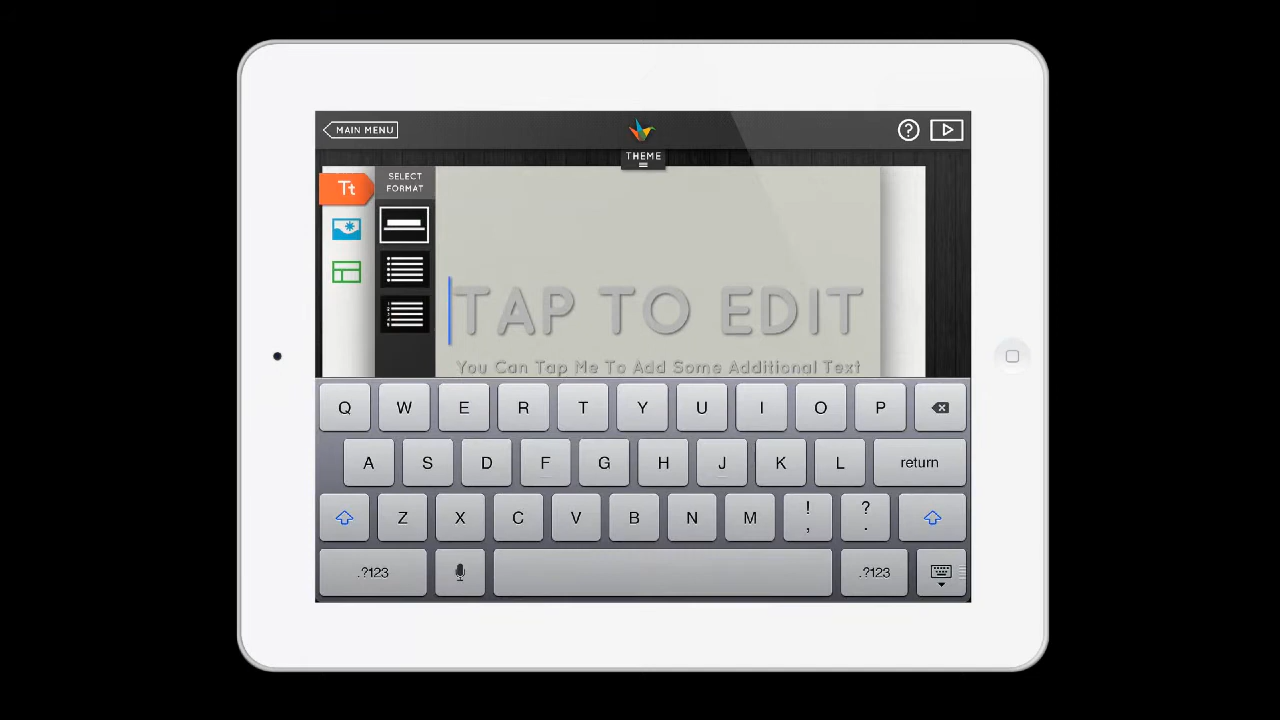 MAIN MENU
?
THEME
Tt
SELECT
FORMAT
TAP TO EDIT
You Can Tap Me To Add Some Additional Text
Q W E R T Y U I O P
A S D F G H J K L return
Z X C V B N M ! , ? .
.?123 .?123